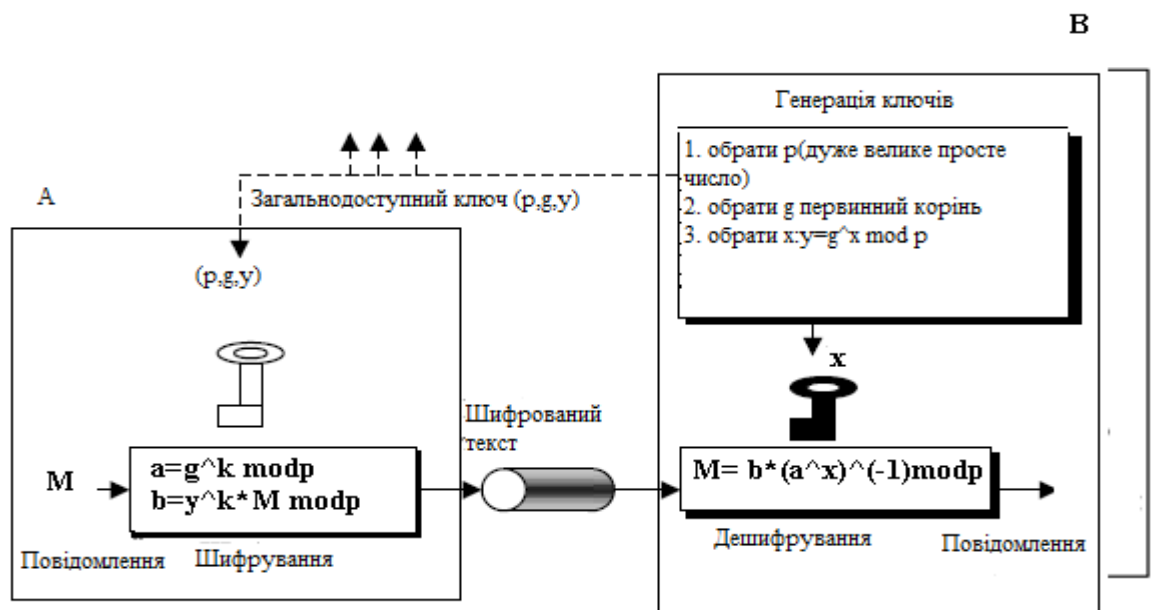 B
Генерація ключів
1. обрати p(дуже велике просте
число)
2. обрати g первинний корінь
3. обрати x:y=g^x mod p
A
Загальнодоступний ключ (p,g,y)
(p,g,y)
x
Шифрований
текст
M
a=g^k modp
b=y^k*M modp
M= b*(a^x)^(-1)modp
Повідомлення
Шифрування
Дешифрування
Повідомлення